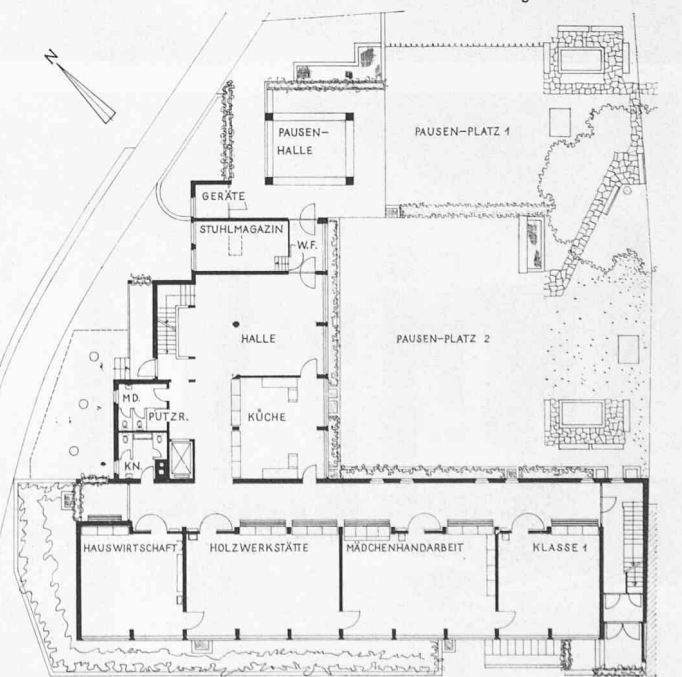 N
PAUSEN-
HALLE
PAUSEN-PLATZ 1
GERÄTE
STUHLMAGAZIN
W.F.
HALLE
PAUSEN-PLATZ 2
MD.
PUTZR.
KÜCHE
KN.
HAUSWIRTSCHAFT
HOLZWERKSTÄTTE
MÄDCHENHANDARBEIT
KLASSE 1